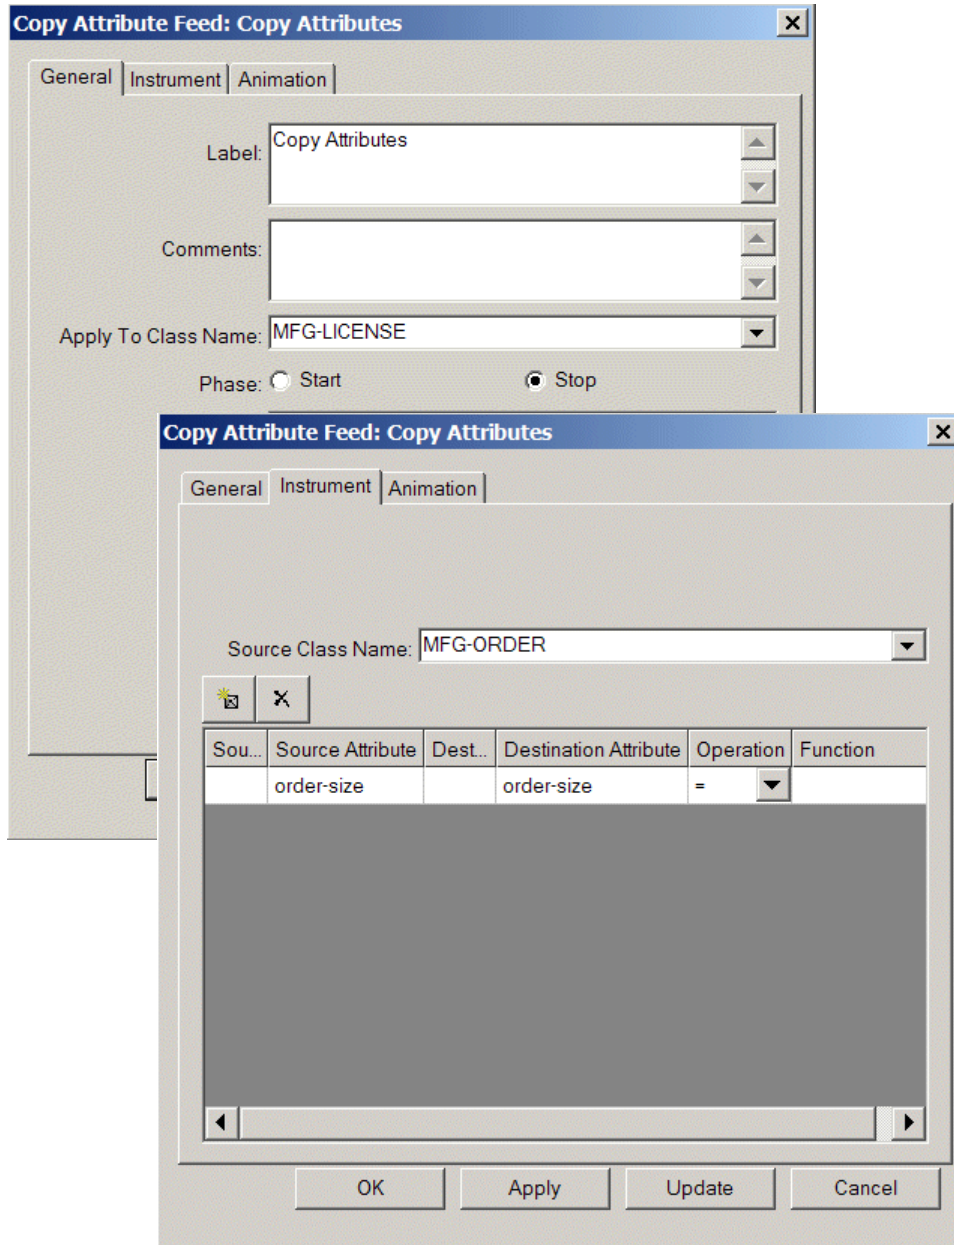 Copy Attribute Feed: Copy Attributes
General Instrument Animation
Label: Copy Attributes
Comments:
Apply To Class Name: MFG-LICENSE
Phase: Start Stop
Copy Attribute Feed: Copy Attributes
General Instrument Animation
Source Class Name: MFG-ORDER
Sou... Source Attribute Dest... Destination Attribute Operation Function
order-size order-size =
OK Apply Update Cancel